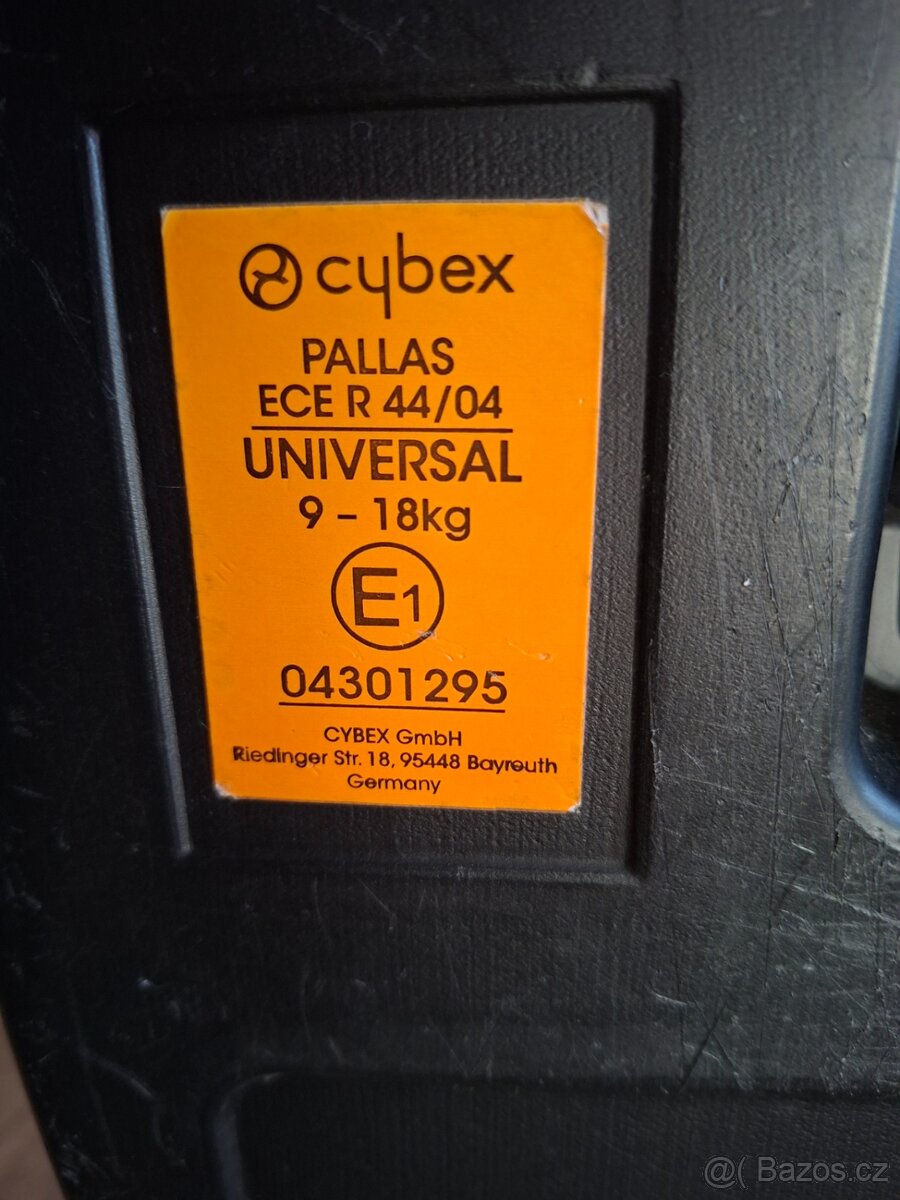 cybex
PALLAS
ECE R 44/04
UNIVERSAL
9 - 18kg
E1
04301295
CYBEX GmbH
Riedinger Str. 18, 95448 Bayreuth
Germany
@( Bazos.cz